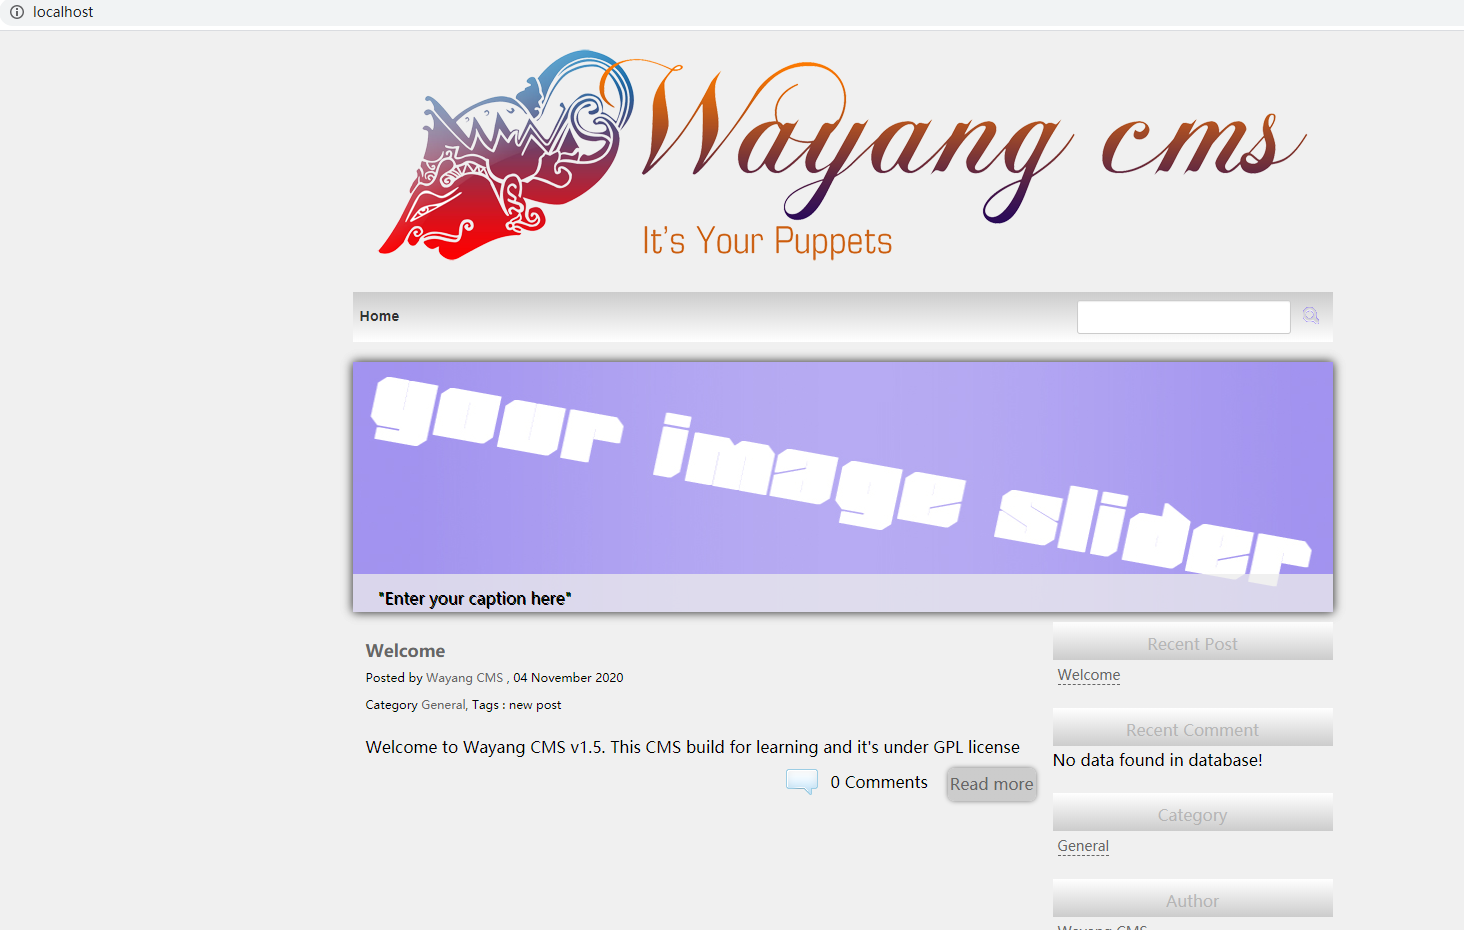 localhost
Wayang cms
It's Your Puppets
Home
your image slider
"Enter your caption here"
Welcome
Posted by Wayang CMS , 04 November 2020
Category General, Tags : new post
Welcome to Wayang CMS v1.5. This CMS build for learning and it's under GPL license
0 Comments Read more
Recent Post
Welcome
Recent Comment
No data found in database!
Category
General
Author
Wayang CMS